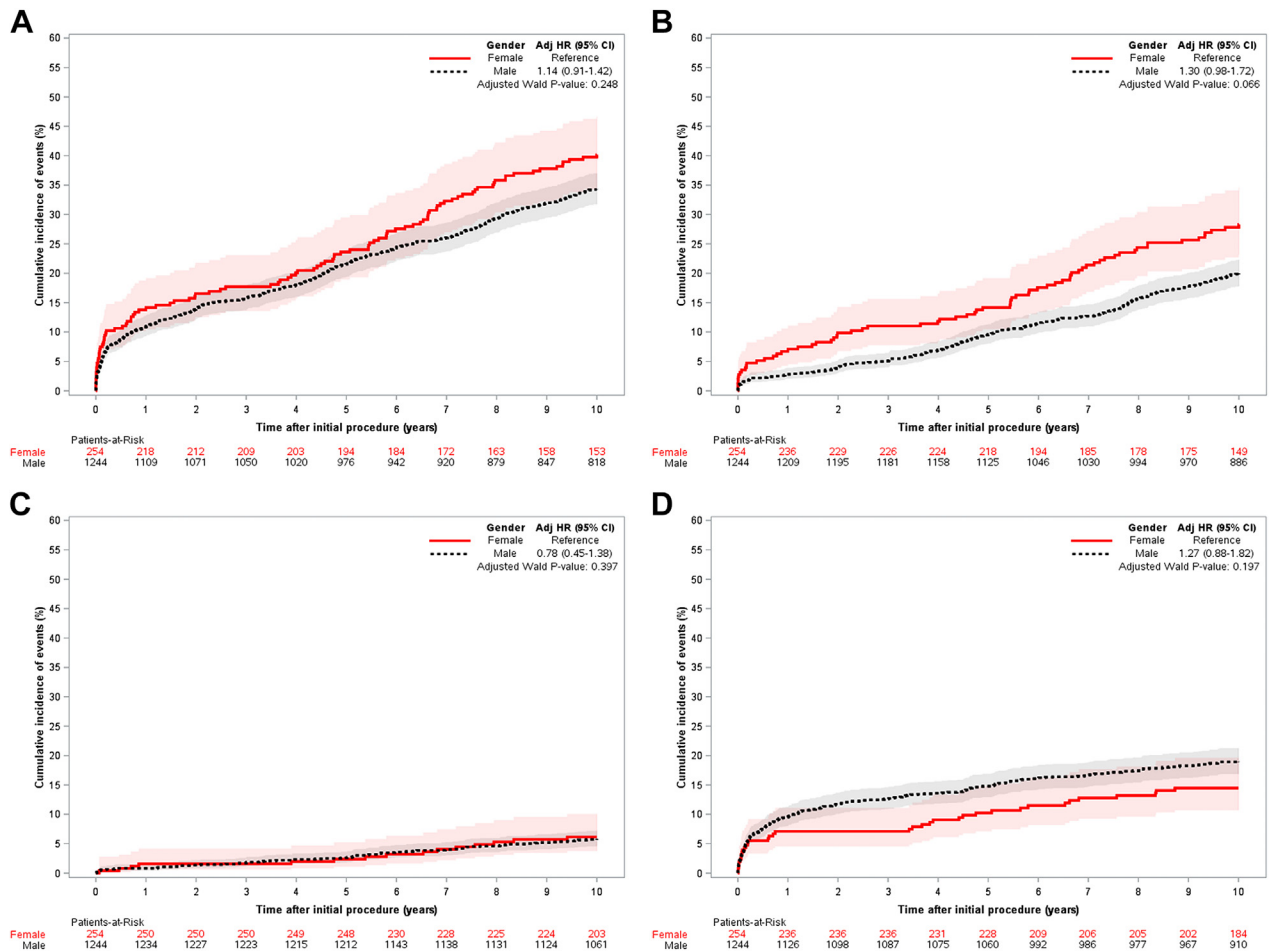 A
Cumulative incidence of events (%)
60
55
50
45
40
35
30
25
20
15
10
5
0
Gender Adj HR (95% CI)
Female Reference
Male 1.14 (0.91-1.42)
Adjusted Wald P-value: 0.248
0 1 2 3 4 5 6 7 8 9 10
Time after initial procedure (years)
Patients-at-Risk
Female 254 218 212 209 203 194 184 172 163 158 153
Male 1244 1109 1071 1050 1020 976 942 920 879 847 818
B
Cumulative incidence of events (%)
60
55
50
45
40
35
30
25
20
15
10
5
0
Gender Adj HR (95% CI)
Female Reference
Male 1.30 (0.98-1.72)
Adjusted Wald P-value: 0.066
0 1 2 3 4 5 6 7 8 9 10
Time after initial procedure (years)
Patients-at-Risk
Female 254 236 229 226 224 218 194 185 178 175 149
Male 1244 1209 1195 1181 1158 1125 1046 1030 994 970 886
C
Cumulative incidence of events (%)
60
55
50
45
40
35
30
25
20
15
10
5
0
Gender Adj HR (95% CI)
Female Reference
Male 0.78 (0.45-1.38)
Adjusted Wald P-value: 0.397
0 1 2 3 4 5 6 7 8 9 10
Time after initial procedure (years)
Patients-at-Risk
Female 254 250 250 250 249 248 230 228 225 224 203
Male 1244 1234 1227 1223 1215 1212 1143 1138 1131 1124 1061
D
Cumulative incidence of events (%)
60
55
50
45
40
35
30
25
20
15
10
5
0
Gender Adj HR (95% CI)
Female Reference
Male 1.27 (0.88-1.82)
Adjusted Wald P-value: 0.197
0 1 2 3 4 5 6 7 8 9 10
Time after initial procedure (years)
Patients-at-Risk
Female 254 236 236 236 231 228 209 206 205 202 184
Male 1244 1126 1098 1087 1075 1060 992 986 977 967 910